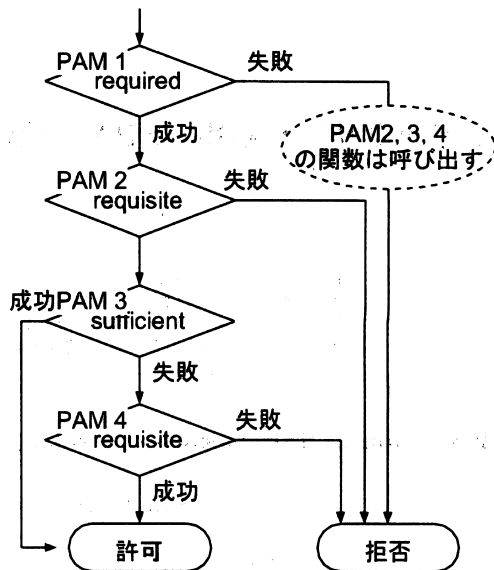 PAM 1
required
失敗
成功
PAM2, 3, 4
の関数は呼び出す
PAM 2
requisite
失敗
成功
PAM 3
sufficient
失敗
PAM 4
requisite
失敗
成功
許可
拒否